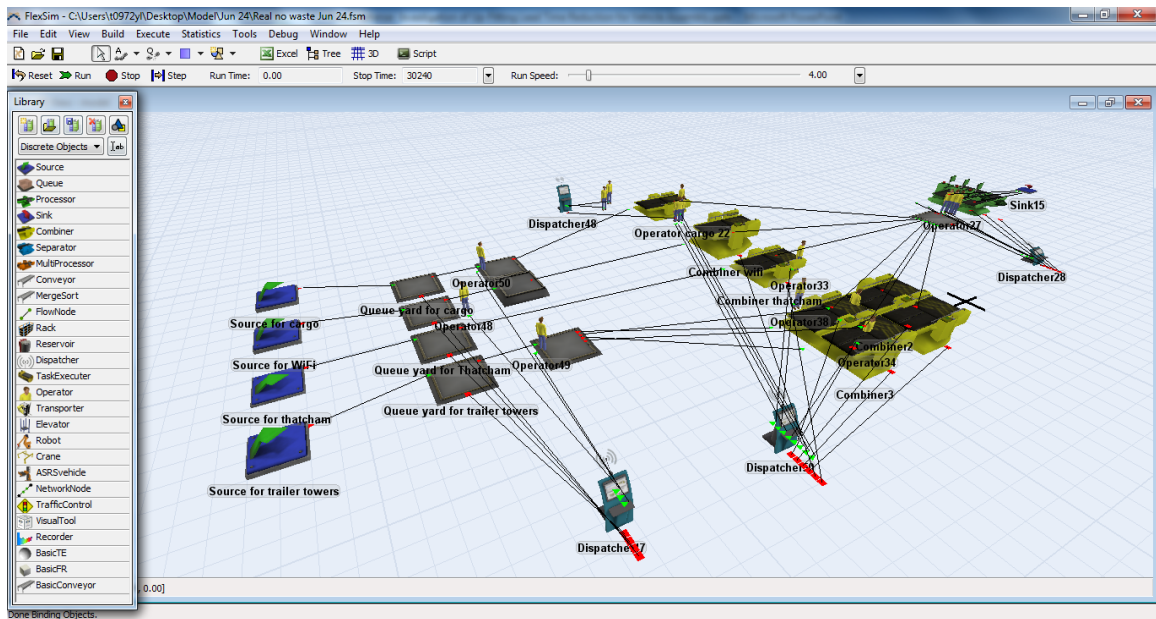 FlexSim - C:\Users\t0972yl\Desktop\Model\Jun 24\Real no waste Jun 24.fsm
File Edit View Build Execute Statistics Tools Debug Window Help
Excel Tree 3D Script
Reset Run Stop Step Run Time: 0.00 Stop Time: 30240 Run Speed: 4.00
Library
Discrete Objects
Source
Queue
Processor
Sink
Combiner
Separator
MultiProcessor
Conveyor
MergeSort
FlowNode
Rack
Reservoir
Dispatcher
TaskExecuter
Operator
Transporter
Elevator
Robot
Crane
ASRSvehicle
NetworkNode
TrafficControl
VisualTool
Recorder
BasicTE
BasicFR
BasicConveyor
Sink15
Dispatcher48
Operator27
Operator cargo 22
Dispatcher28
Combiner wifi
Operator50
Operator33
Combiner thatcham
Queue yard for cargo
Source for cargo
Operator48
Operator38
Combiner2
Source for WiFi
Queue yard for Thatcham
Operator49
Operator34
Combiner3
Queue yard for trailer towers
Source for thatcham
Source for trailer towers
, 0.00]
Done Binding Objects.